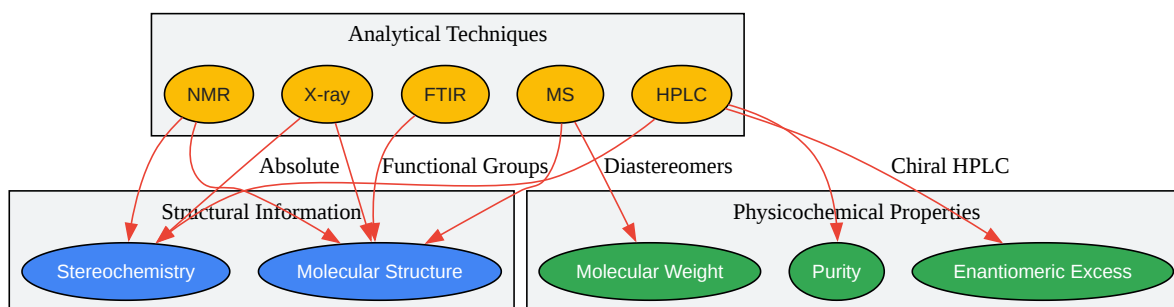 Analytical Techniques
NMR
X-ray
FTIR
MS
HPLC
Absolute
Functional Groups
Diastereomers
Chiral HPLC
Structural Information
Physicochemical Properties
Stereochemistry
Molecular Structure
Molecular Weight
Purity
Enantiomeric Excess